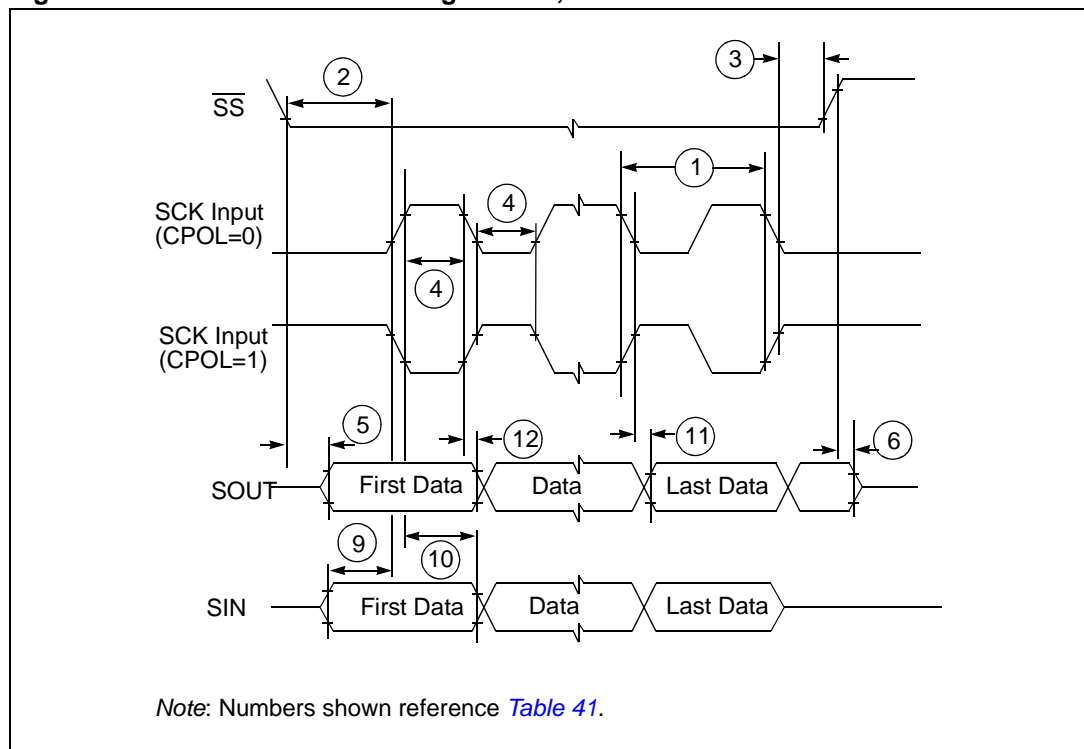 3
2
SS
1
4
SCK Input
(CPOL=0)
4
SCK Input
(CPOL=1)
5
12
11
6
SOUT
First Data
Data
Last Data
9
10
SIN
First Data
Data
Last Data
Note: Numbers shown reference Table 41.